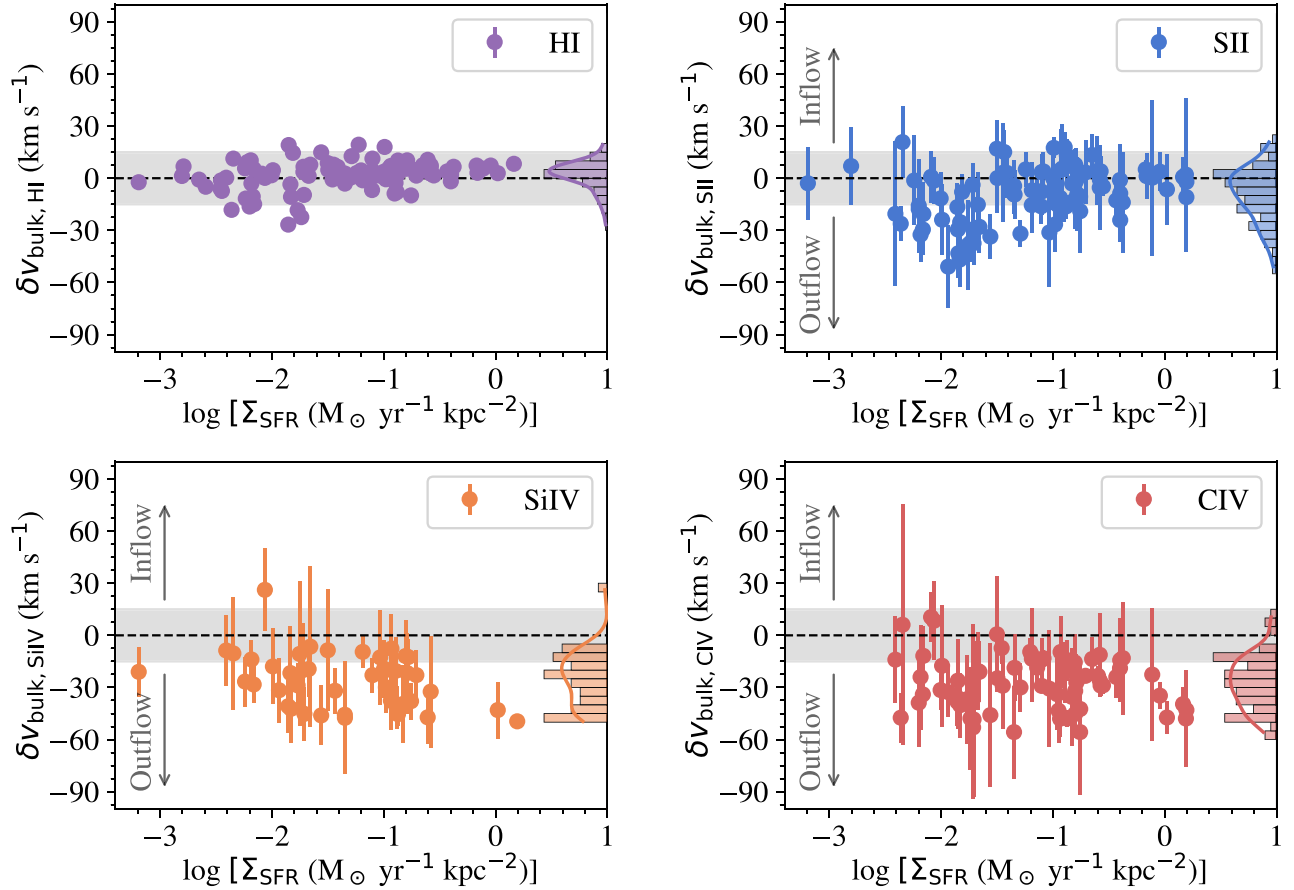 HI
90
60
30
0
−30
−60
−90
δv_bulk, HI (km s⁻¹)
−3 −2 −1 0 1
log [Σ_SFR (M_⊙ yr⁻¹ kpc⁻²)]
SII
Inflow
Outflow
90
60
30
0
−30
−60
−90
δv_bulk, SII (km s⁻¹)
−3 −2 −1 0 1
log [Σ_SFR (M_⊙ yr⁻¹ kpc⁻²)]
SiIV
Inflow
Outflow
90
60
30
0
−30
−60
−90
δv_bulk, SiIV (km s⁻¹)
−3 −2 −1 0 1
log [Σ_SFR (M_⊙ yr⁻¹ kpc⁻²)]
CIV
Inflow
Outflow
90
60
30
0
−30
−60
−90
δv_bulk, CIV (km s⁻¹)
−3 −2 −1 0 1
log [Σ_SFR (M_⊙ yr⁻¹ kpc⁻²)]